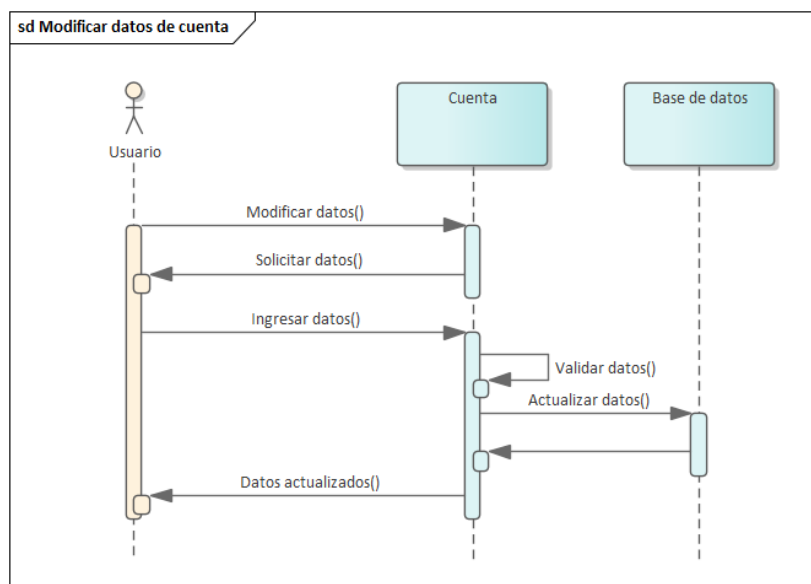 sd Modificar datos de cuenta
Cuenta
Base de datos
Usuario
Modificar datos()
Solicitar datos()
Ingresar datos()
Validar datos()
Actualizar datos()
Datos actualizados()